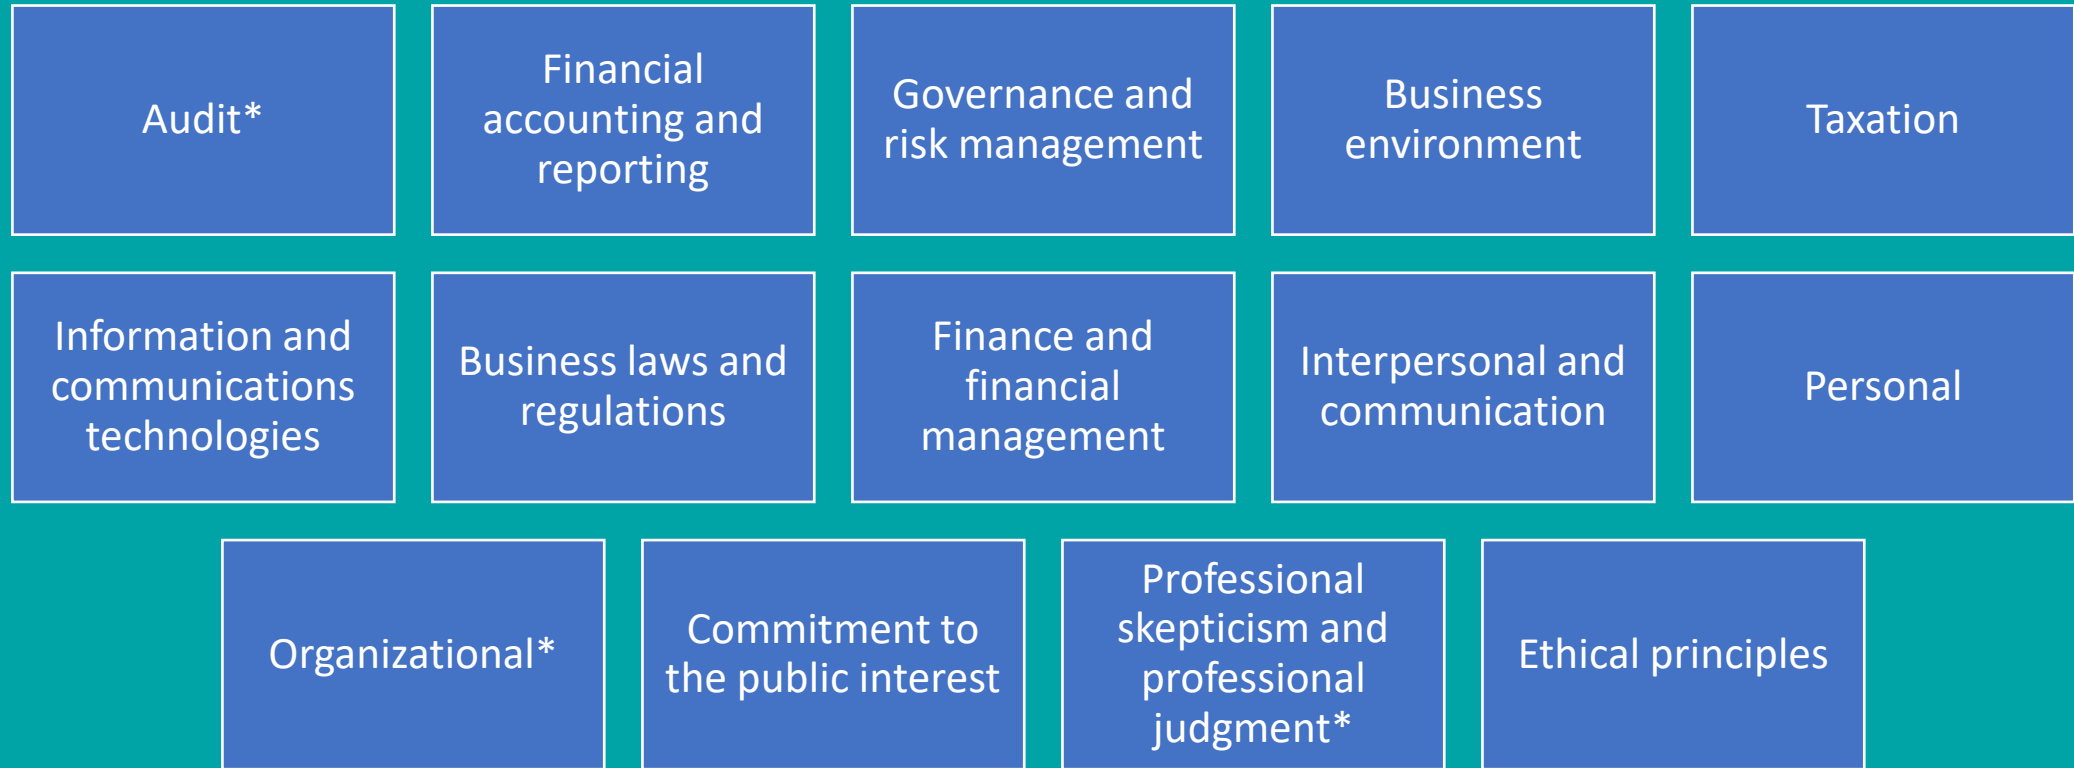 Audit*
Financial
accounting and
reporting
Governance and
risk management
Business
environment
Taxation
Information and
communications
technologies
Business laws and
regulations
Finance and
financial
management
Interpersonal and
communication
Personal
Organizational*
Commitment to
the public interest
Professional
skepticism and
professional
judgment*
Ethical principles